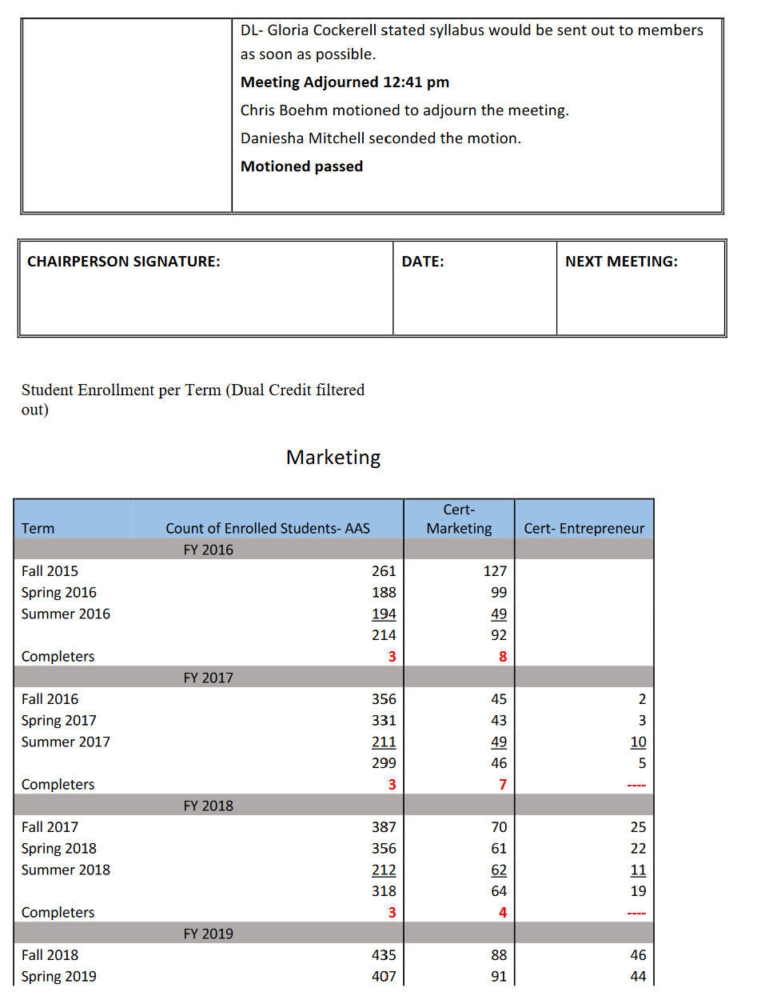 DL- Gloria Cockerell stated syllabus would be sent out to members
as soon as possible.
Meeting Adjourned 12:41 pm
Chris Boehm motioned to adjourn the meeting.
Daniesha Mitchell seconded the motion.
Motioned passed
CHAIRPERSON SIGNATURE: DATE: NEXT MEETING:
Student Enrollment per Term (Dual Credit filtered
out)
Marketing
Cert-
Term Count of Enrolled Students- AAS Marketing Cert- Entrepreneur
FY 2016
Fall 2015 261 127
Spring 2016 188 99
Summer 2016 194 49
214 92
Completers 3 8
FY 2017
Fall 2016 356 45 2
Spring 2017 331 43 3
Summer 2017 211 49 10
299 46 5
Completers 3 7 ----
FY 2018
Fall 2017 387 70 25
Spring 2018 356 61 22
Summer 2018 212 62 11
318 64 19
Completers 3 4 ----
FY 2019
Fall 2018 435 88 46
Spring 2019 407 91 44